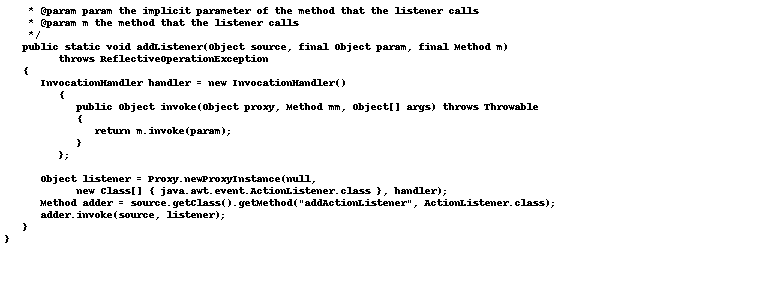 * @param param the implicit parameter of the method that the listener calls
* @param m the method that the listener calls
*/
public static void addListener(Object source, final Object param, final Method m)
throws ReflectiveOperationException
{
InvocationHandler handler = new InvocationHandler()
{
public Object invoke(Object proxy, Method mm, Object[] args) throws Throwable
{
return m.invoke(param);
}
};
Object listener = Proxy.newProxyInstance(null,
new Class[] { java.awt.event.ActionListener.class }, handler);
Method adder = source.getClass().getMethod("addActionListener", ActionListener.class);
adder.invoke(source, listener);
}
}